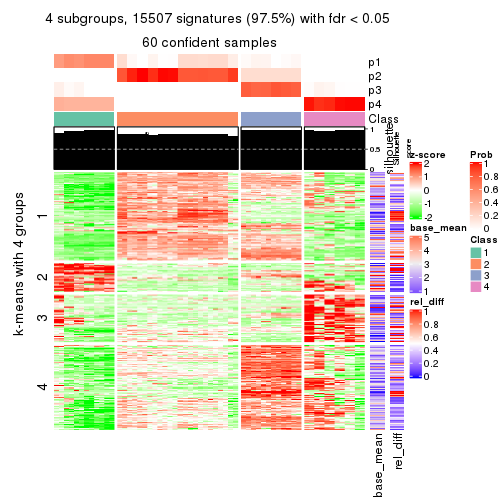 4 subgroups, 15507 signatures (97.5%) with fdr < 0.05
60 confident samples
p1
p2
p3
p4
Class
1
0.5
0
silhouette
Silhouette
score
k-means with 4 groups
1
2
3
4
base_mean
rel_diff
z-score
2
1
0
-1
-2
base_mean
5
4
3
2
1
rel_diff
1
0.8
0.6
0.4
0.2
0
Prob
1
0.8
0.6
0.4
0.2
0
Class
1
2
3
4